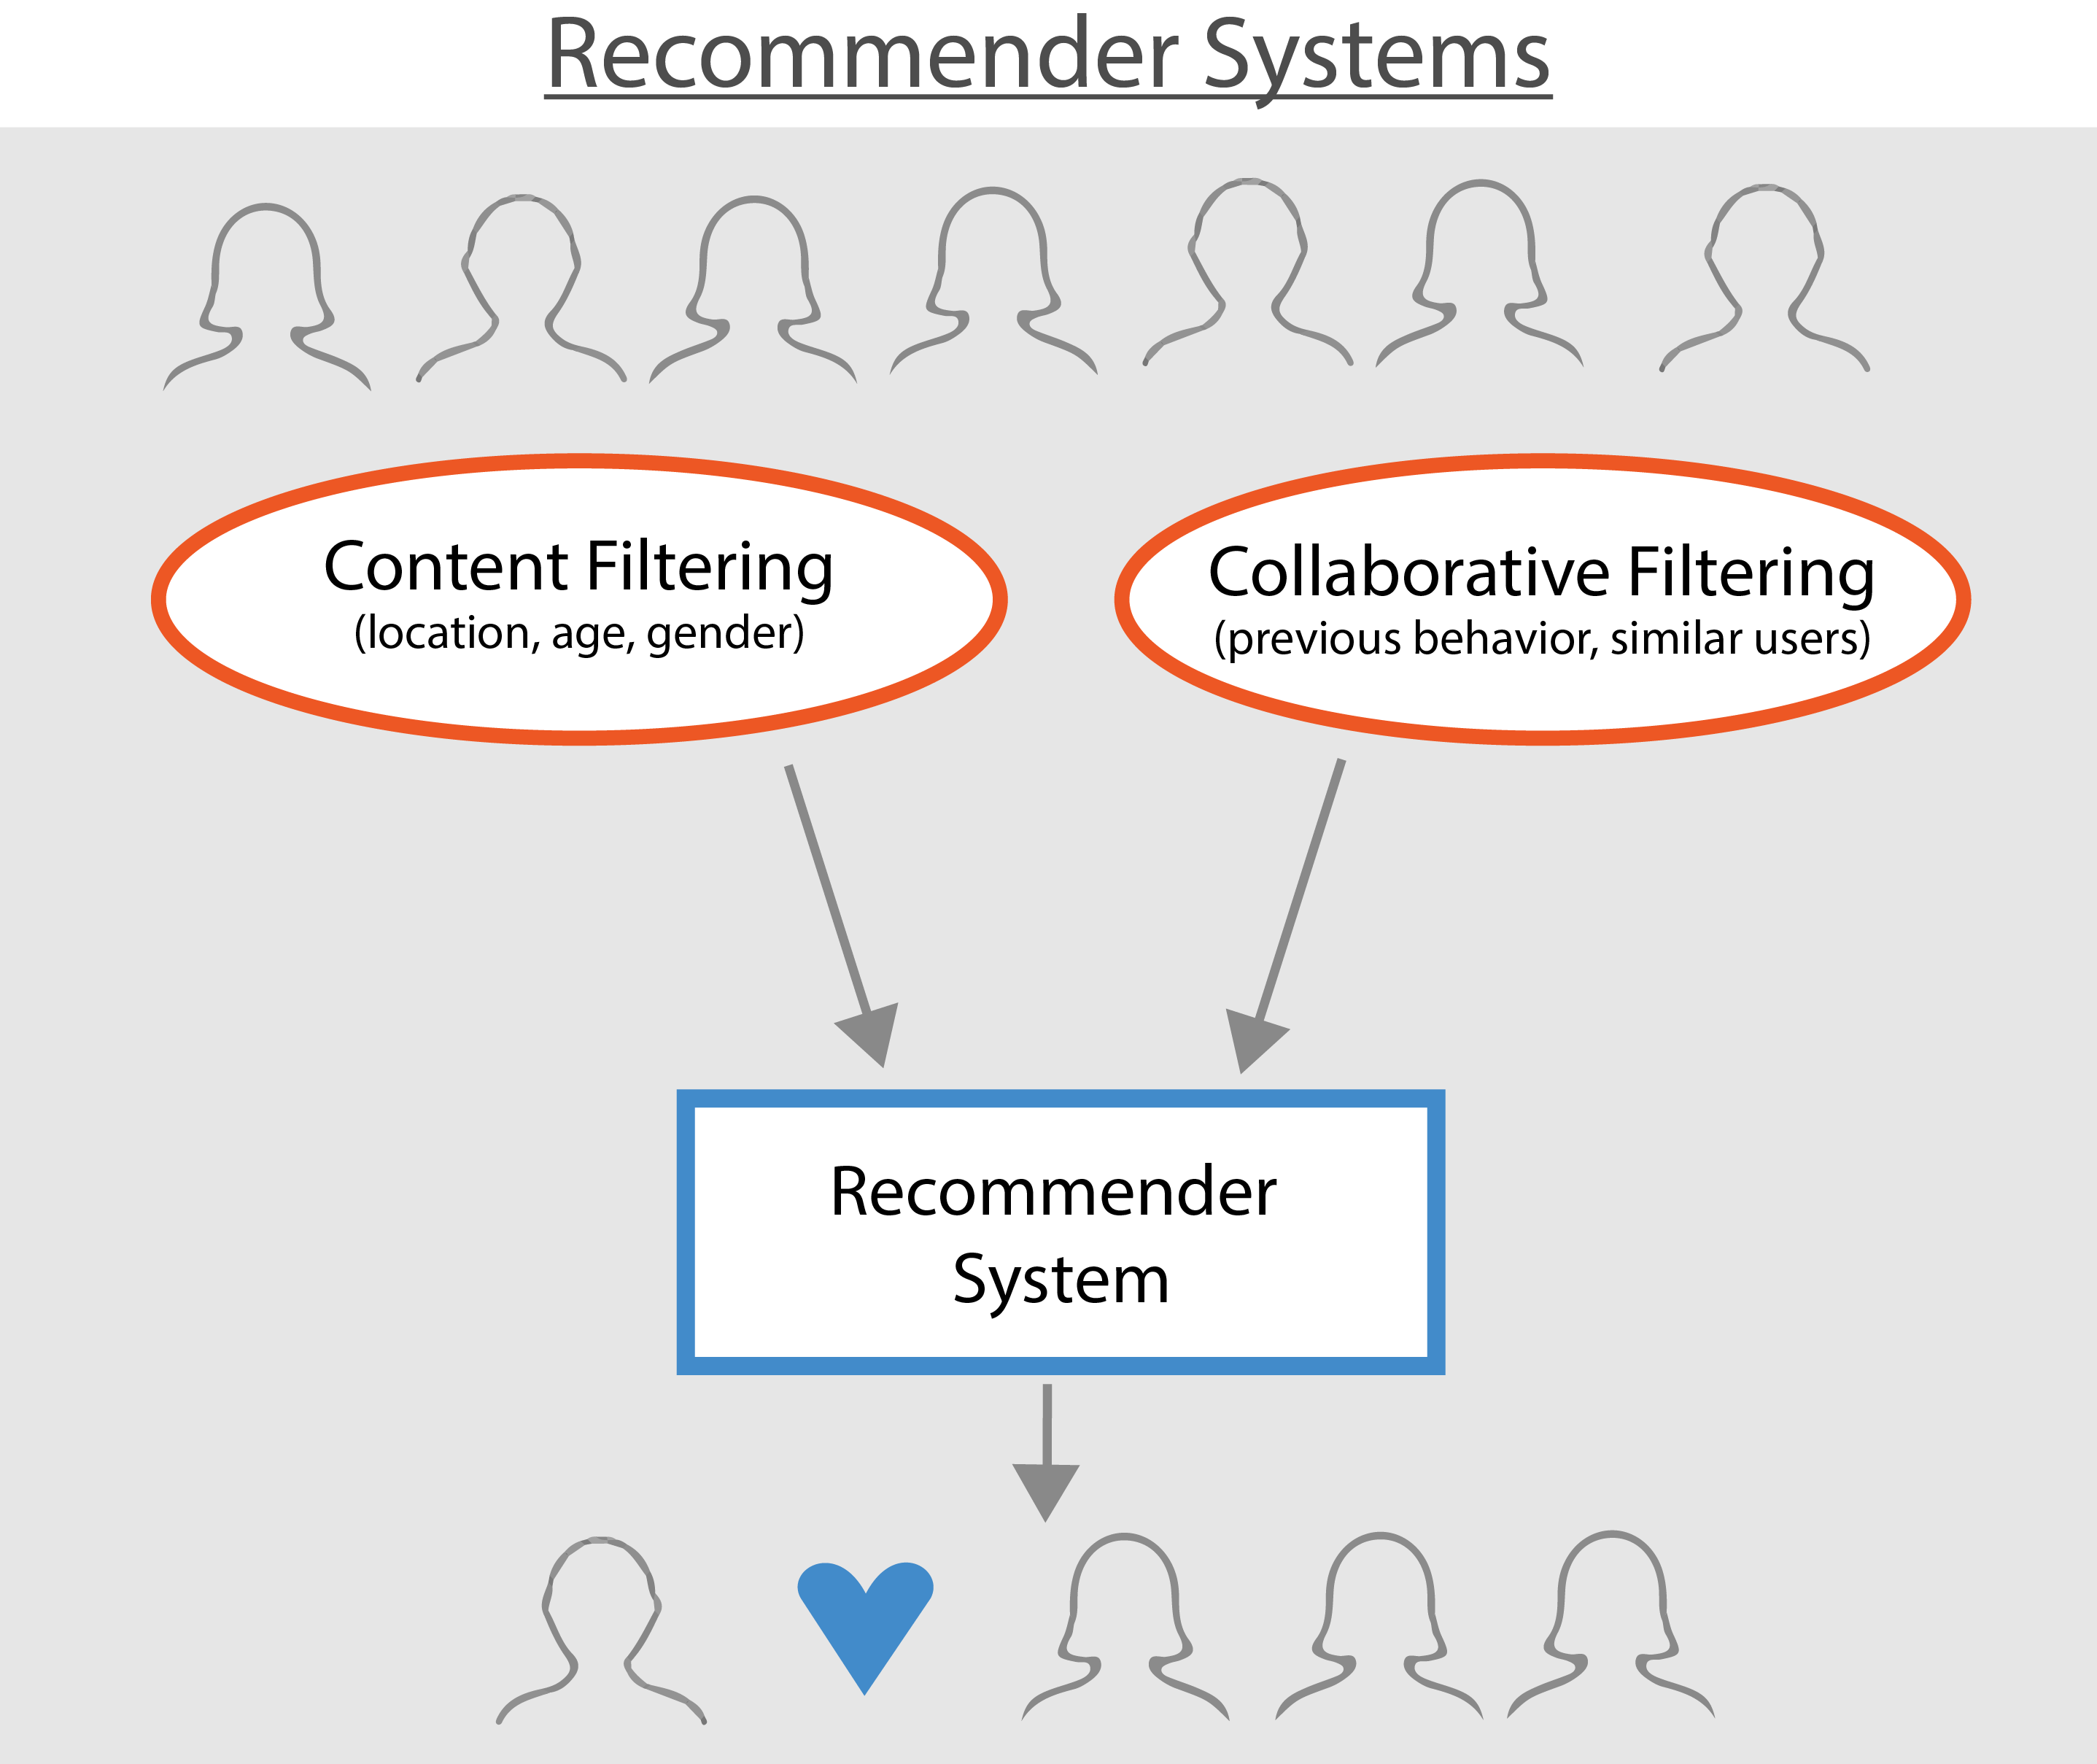 Recommender Systems
Content Filtering
(location, age, gender)
Collaborative Filtering
(previous behavior, similar users)
Recommender
System